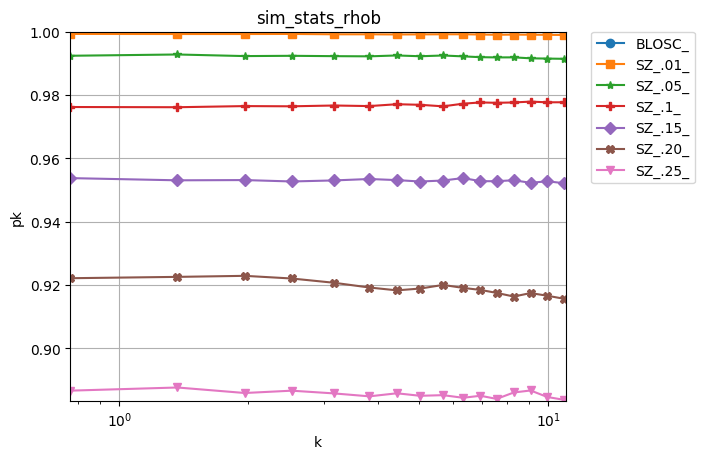 sim_stats_rhob
1.00
0.98
0.96
0.94
0.92
0.90
pk
10⁰
10¹
k
BLOSC_
SZ_.01_
SZ_.05_
SZ_.1_
SZ_.15_
SZ_.20_
SZ_.25_